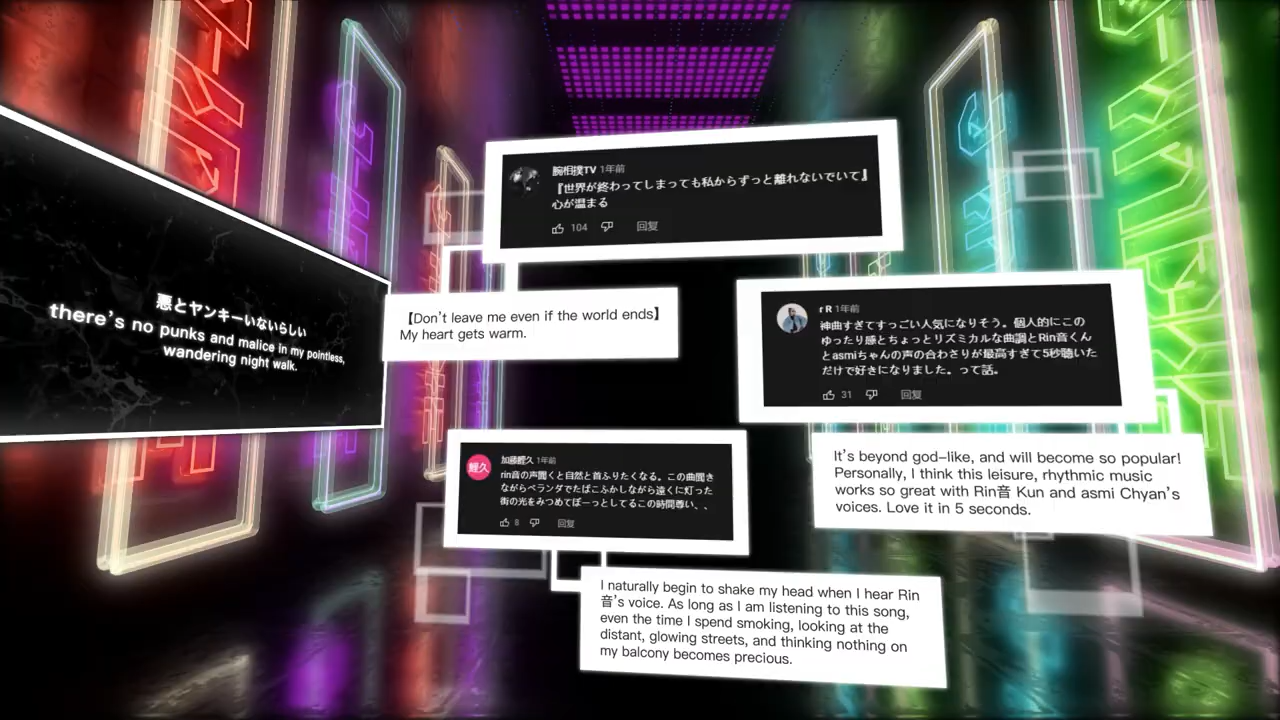 悪とヤンキーいないらしい
there's no punks and malice in my pointless,
wandering night walk.
腕相撲TV 1年前
『世界が終わってしまっても私からずっと離れないでいて』
心が温まる
104 回复
【Don't leave me even if the world ends】
My heart gets warm.
r R 1年前
神曲すぎてすっごい人気になりそう。個人的にこの
ゆったり感とちょっとリズミカルな曲調とRin音くん
とasmiちゃんの声の合わさりが最高すぎて5秒聴いた
だけで好きになりました。って話。
31 回复
It's beyond god-like, and will become so popular!
Personally, I think this leisure, rhythmic music
works so great with Rin音 Kun and asmi Chyan's
voices. Love it in 5 seconds.
鯉久
加藤鯉久 1年前
rin音の声聞くと自然と首ふりたくなる。この曲聞き
ながらベランダでたばこふかしながら遠くに灯った
街の光をみつめてぼーっとしてるこの時間尊い、、
8 回复
I naturally begin to shake my head when I hear Rin
音's voice. As long as I am listening to this song,
even the time I spend smoking, looking at the
distant, glowing streets, and thinking nothing on
my balcony becomes precious.